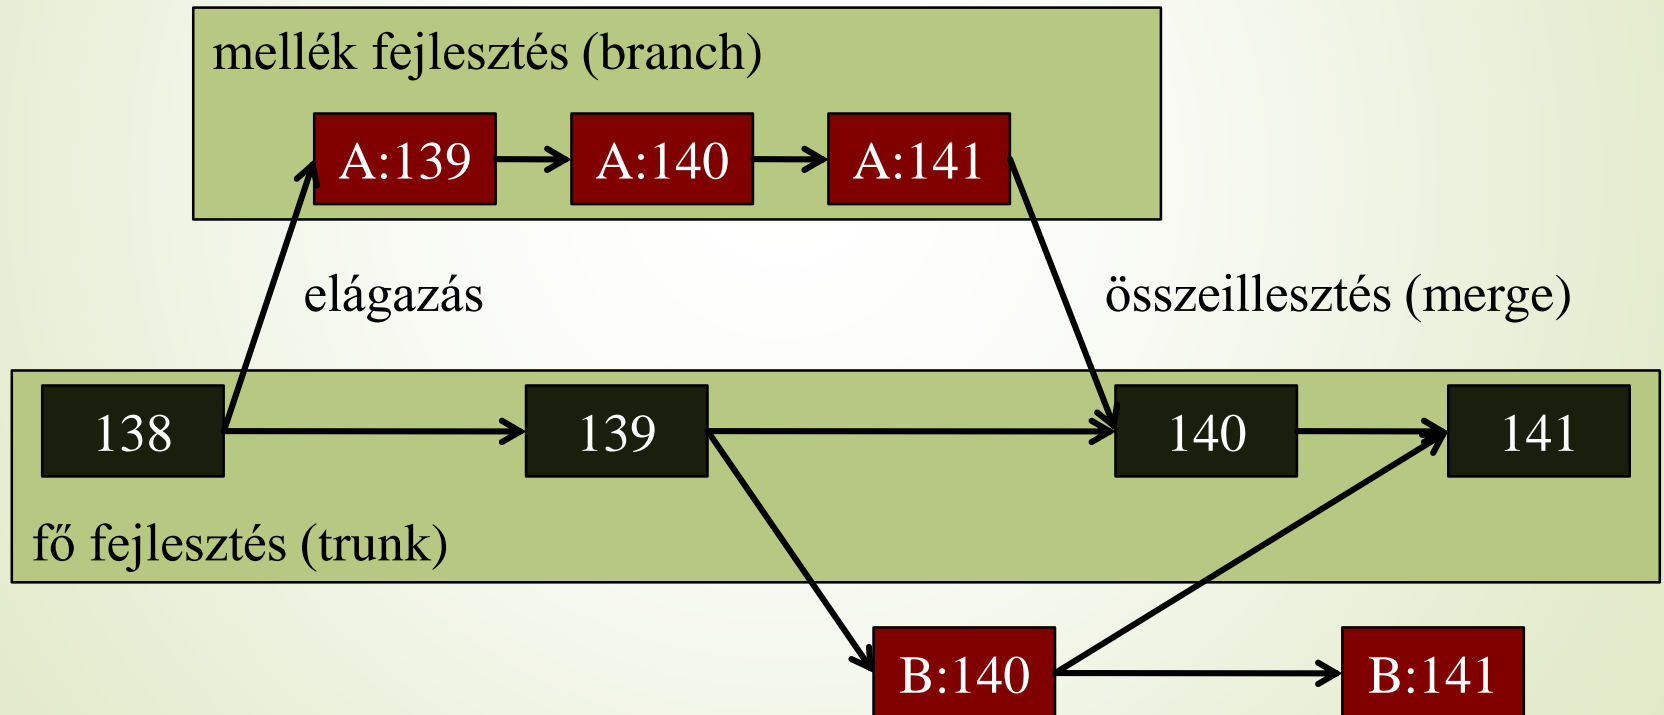 mellék fejlesztés (branch)
A:139
A:140
A:141
elágazás
összeillesztés (merge)
138
139
140
141
fő fejlesztés (trunk)
B:140
B:141